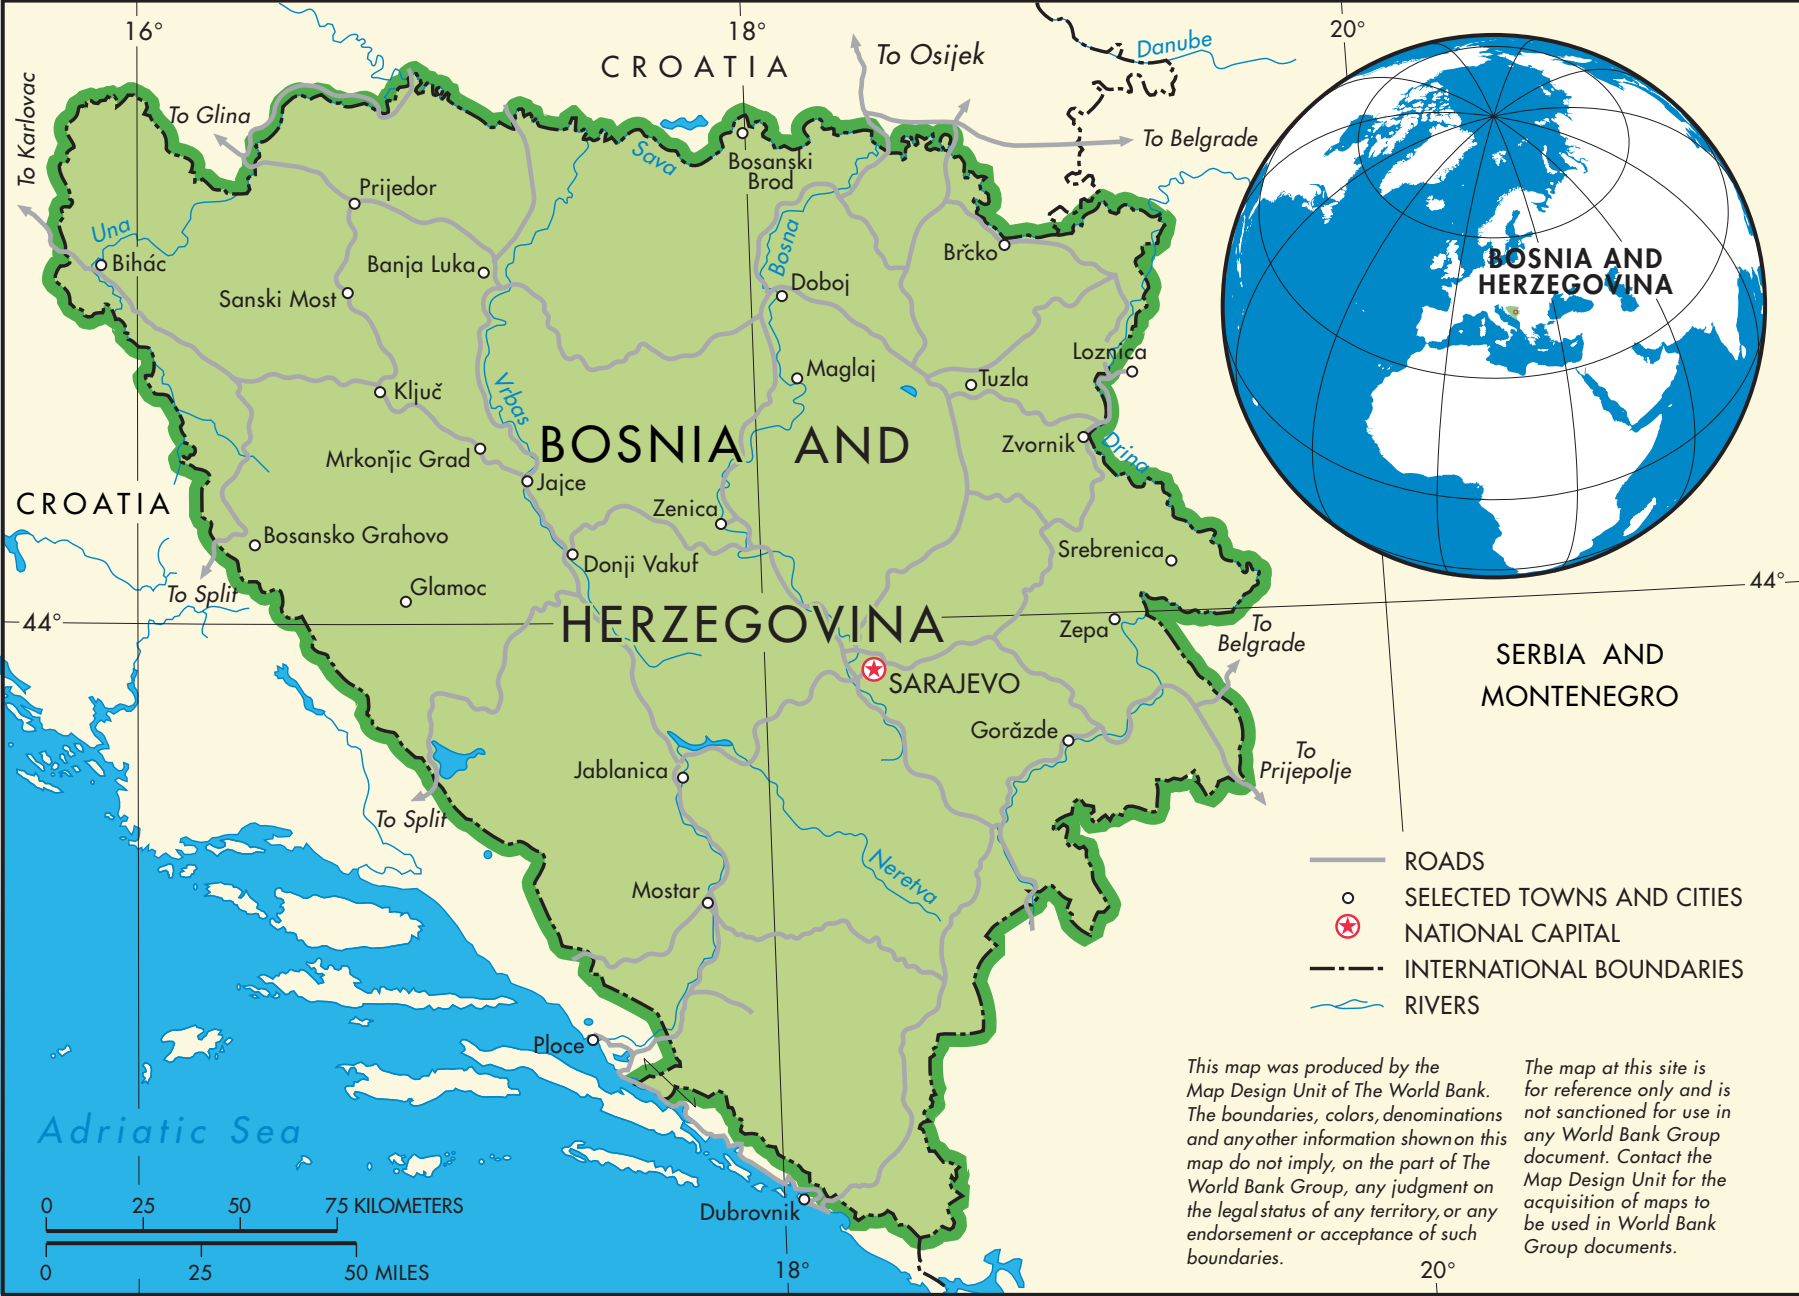 16°
18°
20°
CROATIA
To Osijek
Danube
To Karlovac
To Glina
Sava
Bosanski
Brod
To Belgrade
Prijedor
Una
Bihác
Banja Luka
Bosna
Brčko
Sanski Most
Doboj
BOSNIA AND
HERZEGOVINA
Loznica
Maglaj
Tuzla
Ključ
Vrbas
BOSNIA AND
Zvornik
Drina
Mrkonjic Grad
Jajce
CROATIA
Zenica
Bosansko Grahovo
Srebrenica
Donji Vakuf
Glamoc
To Split
44°
44°
HERZEGOVINA
Zepa
To
Belgrade
SERBIA AND
MONTENEGRO
SARAJEVO
Goražde
To
Prijepolje
Jablanica
To Split
Neretva
Mostar
ROADS
SELECTED TOWNS AND CITIES
NATIONAL CAPITAL
INTERNATIONAL BOUNDARIES
RIVERS
Ploce
Adriatic Sea
Dubrovnik
0 25 50 75 KILOMETERS
0 25 50 MILES
18°
20°
This map was produced by the
Map Design Unit of The World Bank.
The boundaries, colors, denominations
and any other information shown on this
map do not imply, on the part of The
World Bank Group, any judgment on
the legal status of any territory, or any
endorsement or acceptance of such
boundaries.
The map at this site is
for reference only and is
not sanctioned for use in
any World Bank Group
document. Contact the
Map Design Unit for the
acquisition of maps to
be used in World Bank
Group documents.